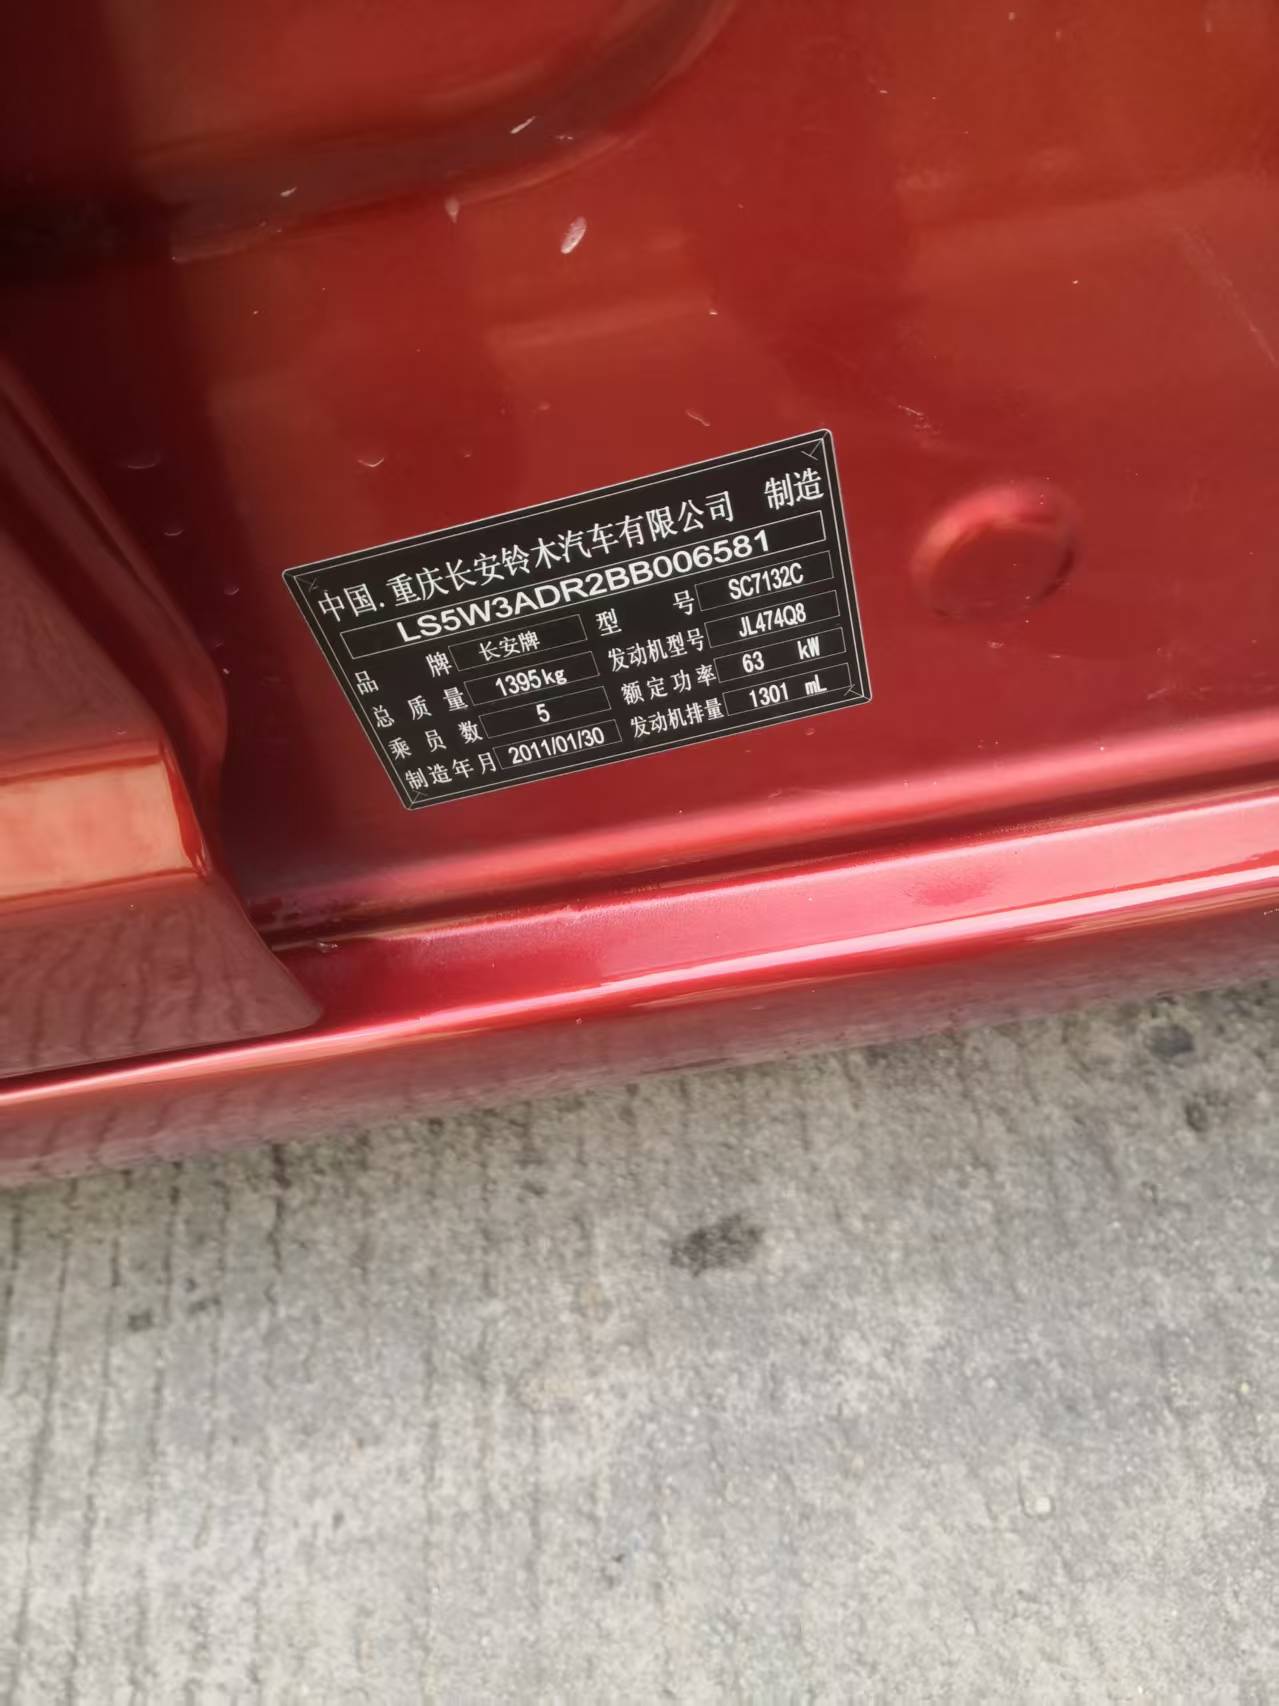 中国.重庆长安铃木汽车有限公司 制造
LS5W3ADR2BB006581
品牌 长安牌 型号 SC7132C
总质量 1395kg 发动机型号 JL474Q8
乘员数 5 额定功率 63 kW
制造年月 2011/01/30 发动机排量 1301 mL